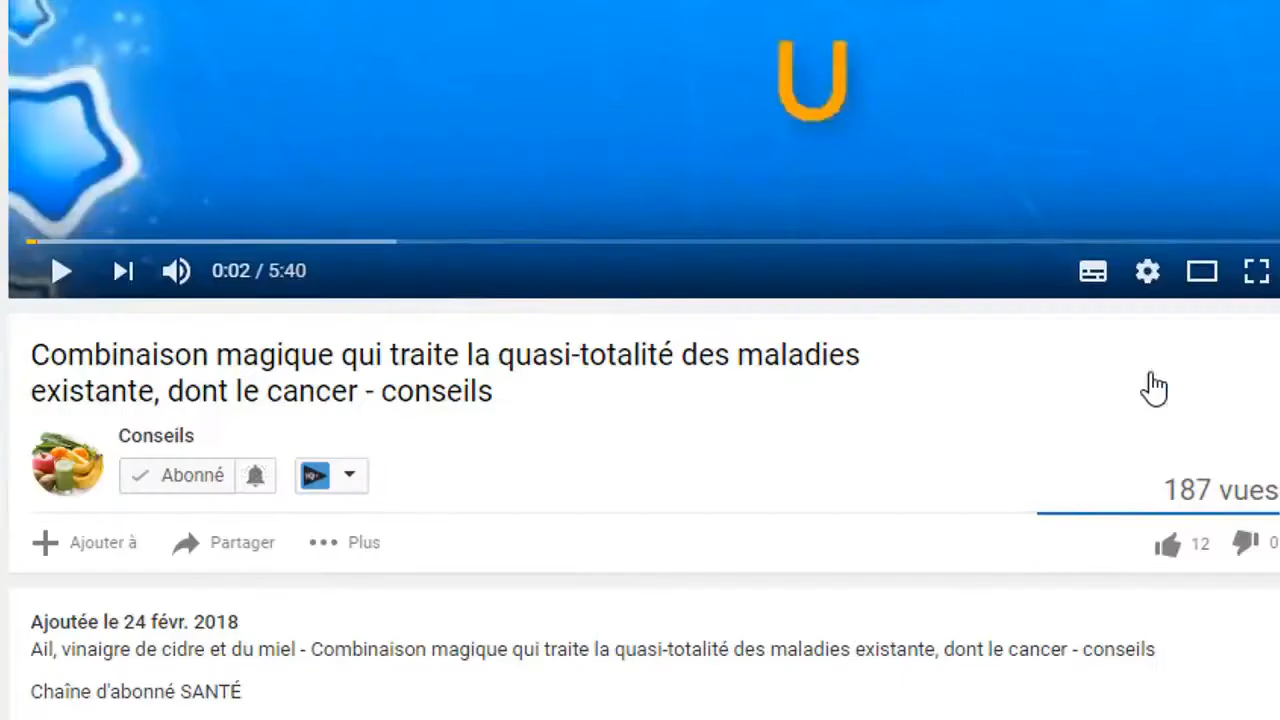 U
0:02 / 5:40
Combinaison magique qui traite la quasi-totalité des maladies
existante, dont le cancer - conseils
Conseils
Abonné
187 vues
Ajouter à
Partager
Plus
12
0
Ajoutée le 24 févr. 2018
Ail, vinaigre de cidre et du miel - Combinaison magique qui traite la quasi-totalité des maladies existante, dont le cancer - conseils
Chaîne d'abonné SANTÉ